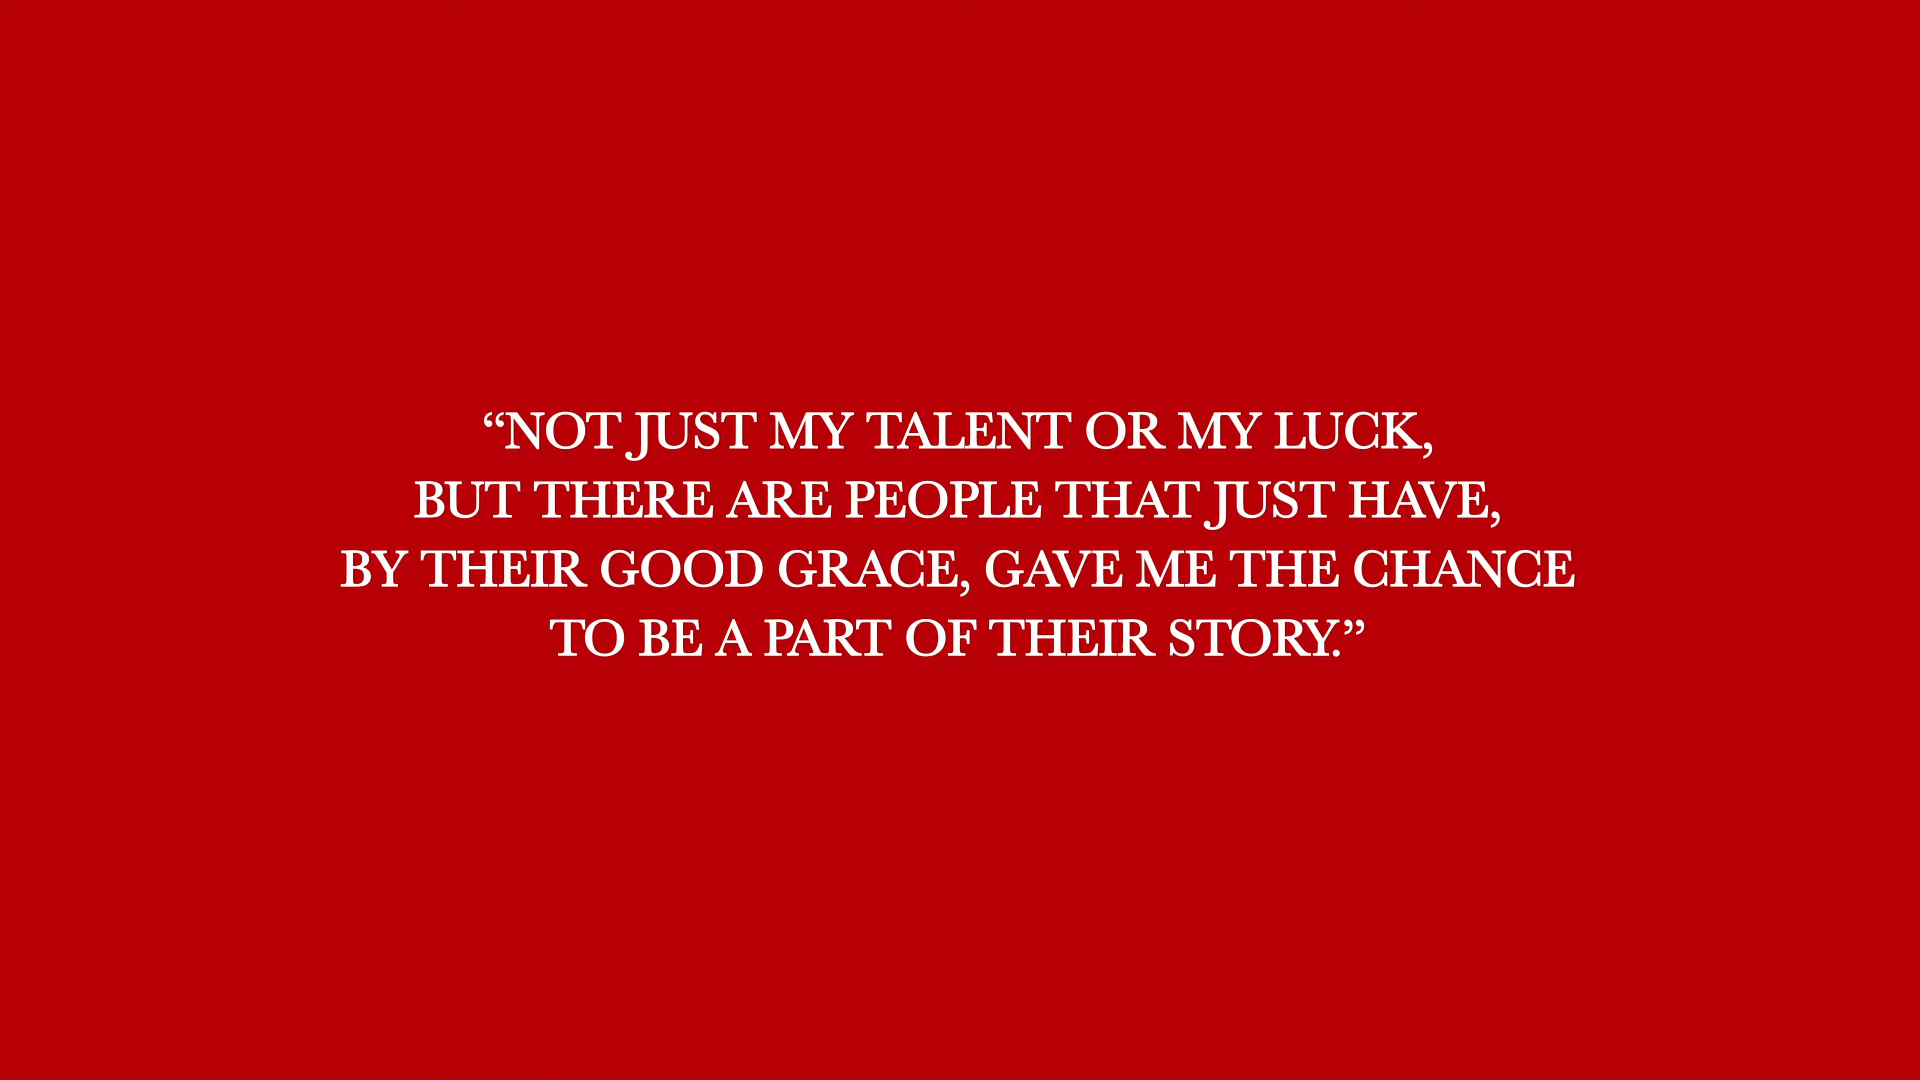 “NOT JUST MY TALENT OR MY LUCK,
BUT THERE ARE PEOPLE THAT JUST HAVE,
BY THEIR GOOD GRACE, GAVE ME THE CHANCE
TO BE A PART OF THEIR STORY.”